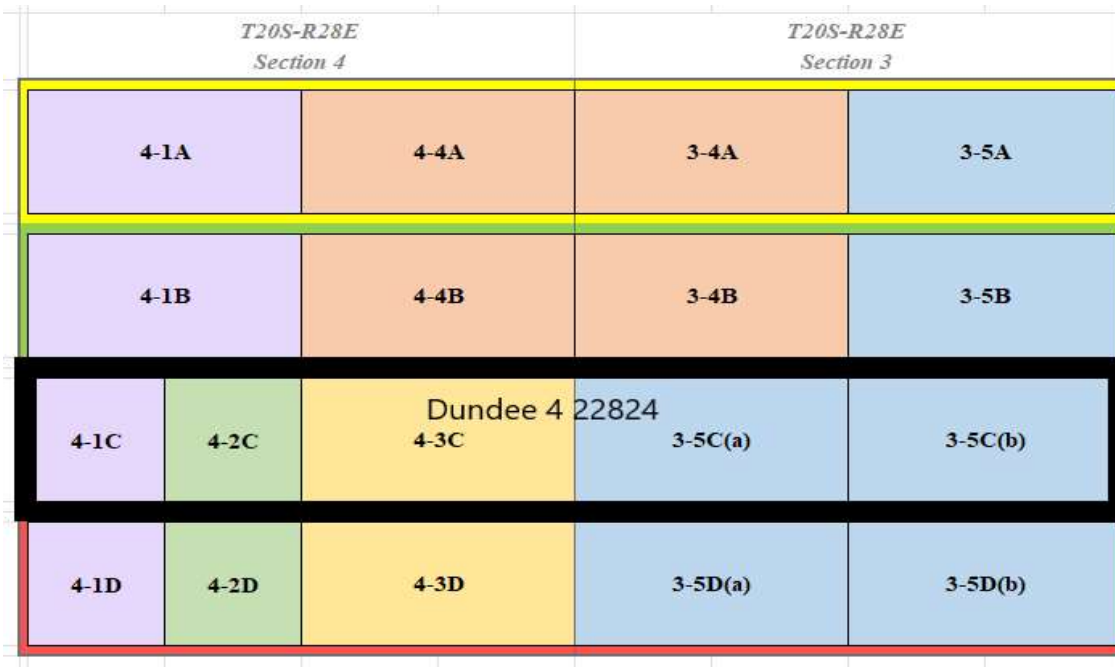 T20S-R28E T20S-R28E
Section 4 Section 3
4-1A 4-4A 3-4A 3-5A
4-1B 4-4B 3-4B 3-5B
Dundee 4 22824
4-1C 4-2C 4-3C 3-5C(a) 3-5C(b)
4-1D 4-2D 4-3D 3-5D(a) 3-5D(b)